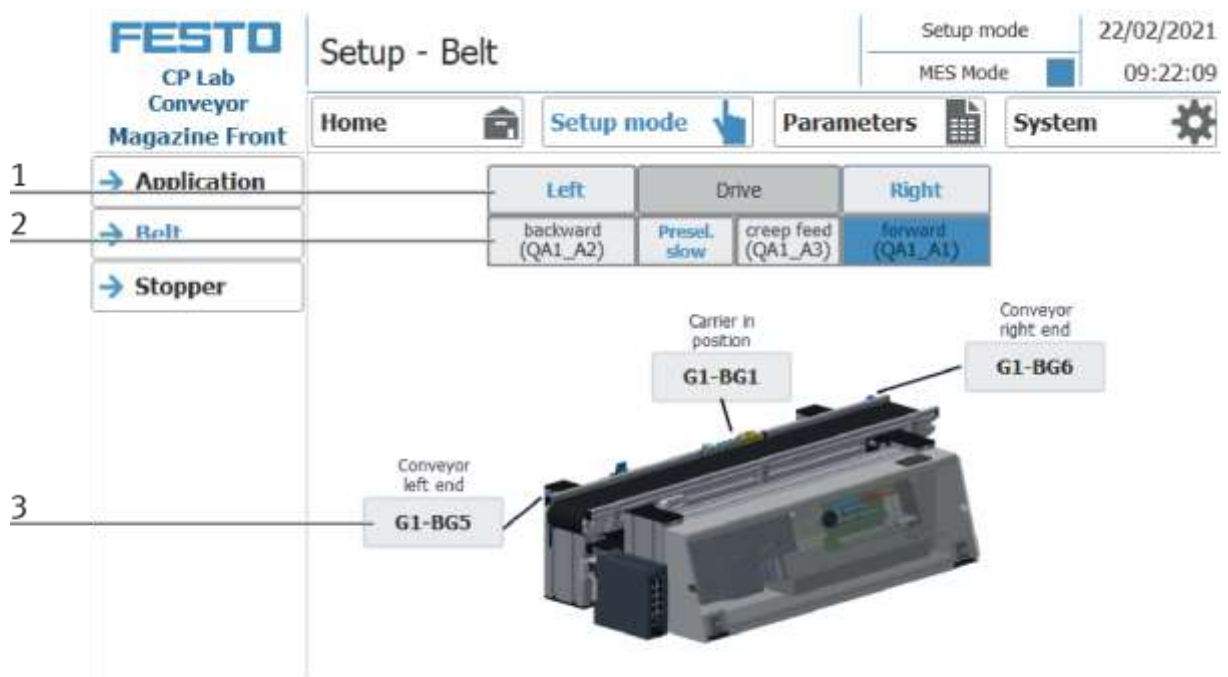 FESTO
CP Lab
Conveyor
Magazine Front
Setup - Belt
Setup mode
MES Mode
22/02/2021
09:22:09
Home
Setup mode
Parameters
System
1
Application
2
Belt
Stopper
Left
Drive
Right
backward
(QA1_A2)
Presel.
slow
creep feed
(QA1_A3)
forward
(QA1_A1)
Carrier in
position
G1-BG1
Conveyor
right end
G1-BG6
Conveyor
left end
3
G1-BG5